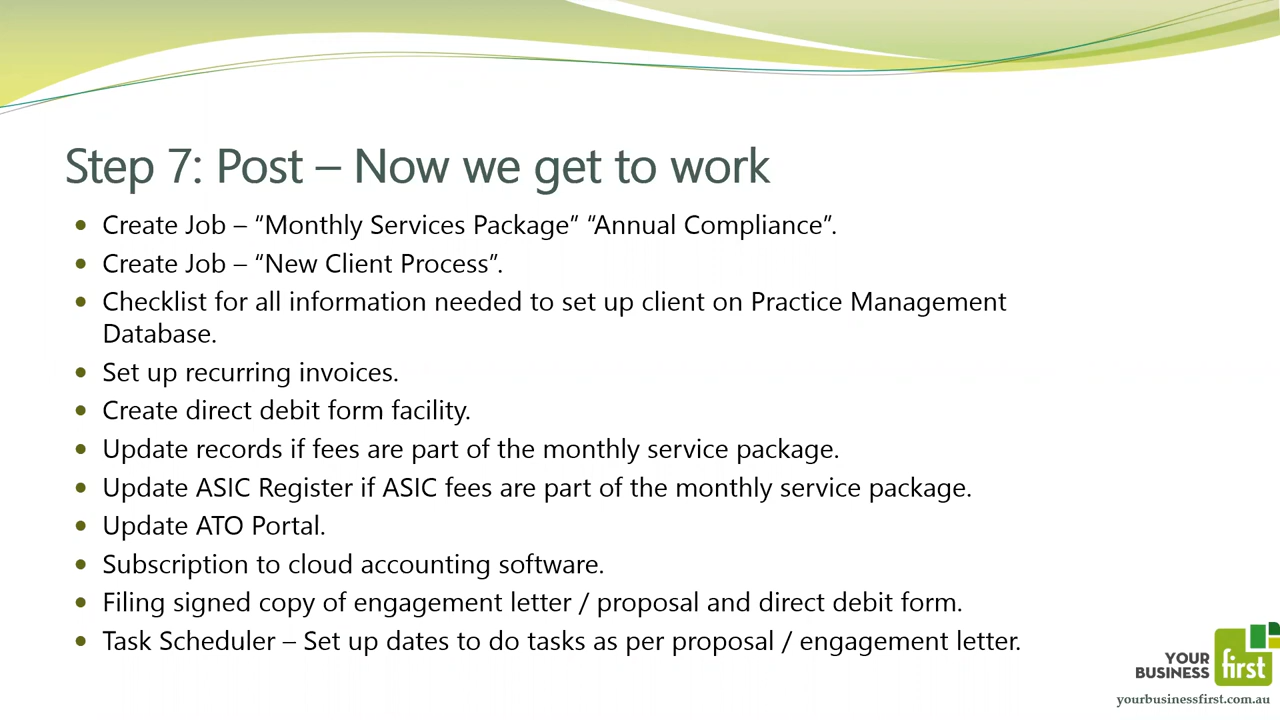 Step 7: Post – Now we get to work
• Create Job – “Monthly Services Package” “Annual Compliance”.
• Create Job – “New Client Process”.
• Checklist for all information needed to set up client on Practice Management
Database.
• Set up recurring invoices.
• Create direct debit form facility.
• Update records if fees are part of the monthly service package.
• Update ASIC Register if ASIC fees are part of the monthly service package.
• Update ATO Portal.
• Subscription to cloud accounting software.
• Filing signed copy of engagement letter / proposal and direct debit form.
• Task Scheduler – Set up dates to do tasks as per proposal / engagement letter.
YOUR
BUSINESS first
yourbusinessfirst.com.au